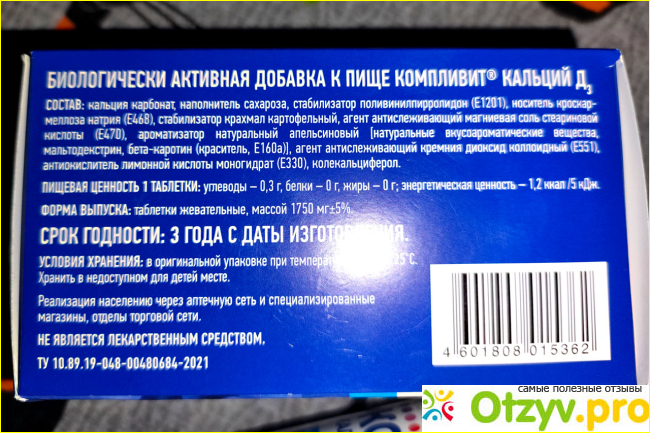 БИОЛОГИЧЕСКИ АКТИВНАЯ ДОБАВКА К ПИЩЕ КОМПЛИВИТ® КАЛЬЦИЙ Д3
СОСТАВ: кальция карбонат, наполнитель сахароза, стабилизатор поливинилпирролидон (Е1201), носитель кроскар-
меллоза натрия (Е468), стабилизатор крахмал картофельный, агент антислеживающий магниевая соль стеариновой
кислоты (Е470), ароматизатор натуральный апельсиновый [натуральные вкусоароматические вещества,
мальтодекстрин, бета-каротин (краситель, Е160а)], агент антислеживающий кремния диоксид коллоидный (Е551),
антиокислитель лимонной кислоты моногидрат (Е330), колекальциферол.
ПИЩЕВАЯ ЦЕННОСТЬ 1 ТАБЛЕТКИ: углеводы – 0,3 г, белки – 0 г, жиры – 0 г; энергетическая ценность – 1,2 ккал /5 кДж.
ФОРМА ВЫПУСКА: таблетки жевательные, массой 1750 мг±5%.
СРОК ГОДНОСТИ: 3 ГОДА С ДАТЫ ИЗГОТОВЛЕНИЯ.
УСЛОВИЯ ХРАНЕНИЯ: в оригинальной упаковке при температуре 25°С.
Хранить в недоступном для детей месте.
Реализация населению через аптечную сеть и специализированные
магазины, отделы торговой сети.
НЕ ЯВЛЯЕТСЯ ЛЕКАРСТВЕННЫМ СРЕДСТВОМ.
ТУ 10.89.19-048-00480684-2021
4 601808 015362
самые полезные отзывы
Otzyv.pro